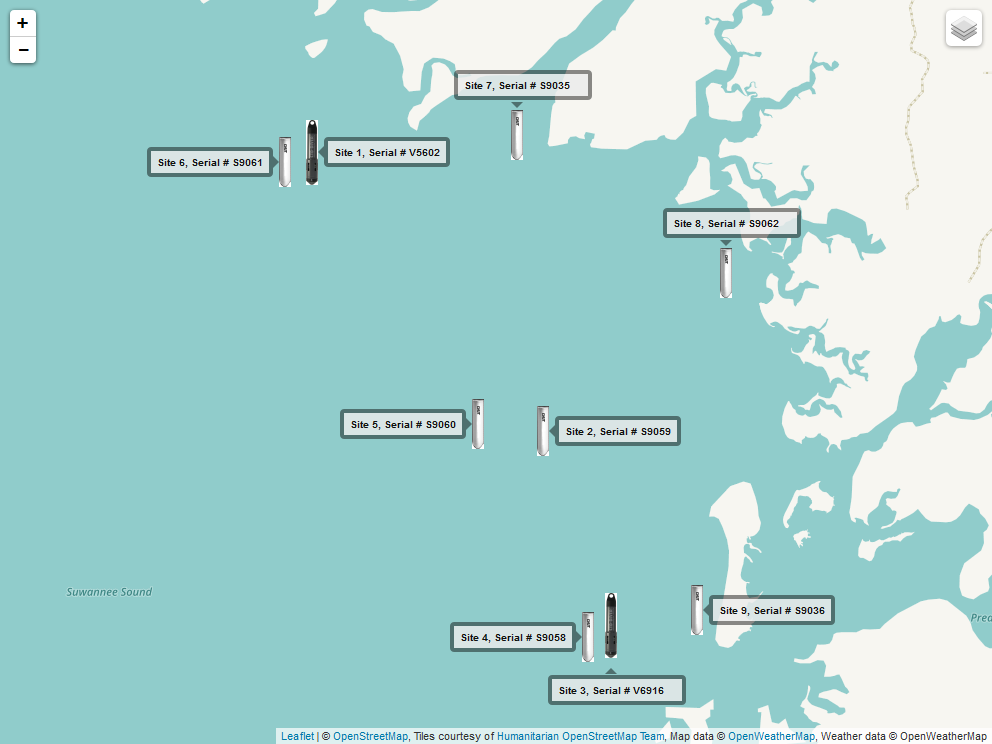 +
−
Site 7, Serial # S9035
Site 1, Serial # V5602
Site 6, Serial # S9061
Site 8, Serial # S9062
Site 5, Serial # S9060
Site 2, Serial # S9059
Suwannee Sound
Site 9, Serial # S9036
Site 4, Serial # S9058
Site 3, Serial # V6916
Leaflet | © OpenStreetMap, Tiles courtesy of Humanitarian OpenStreetMap Team, Map data © OpenWeatherMap, Weather data © OpenWeatherMap